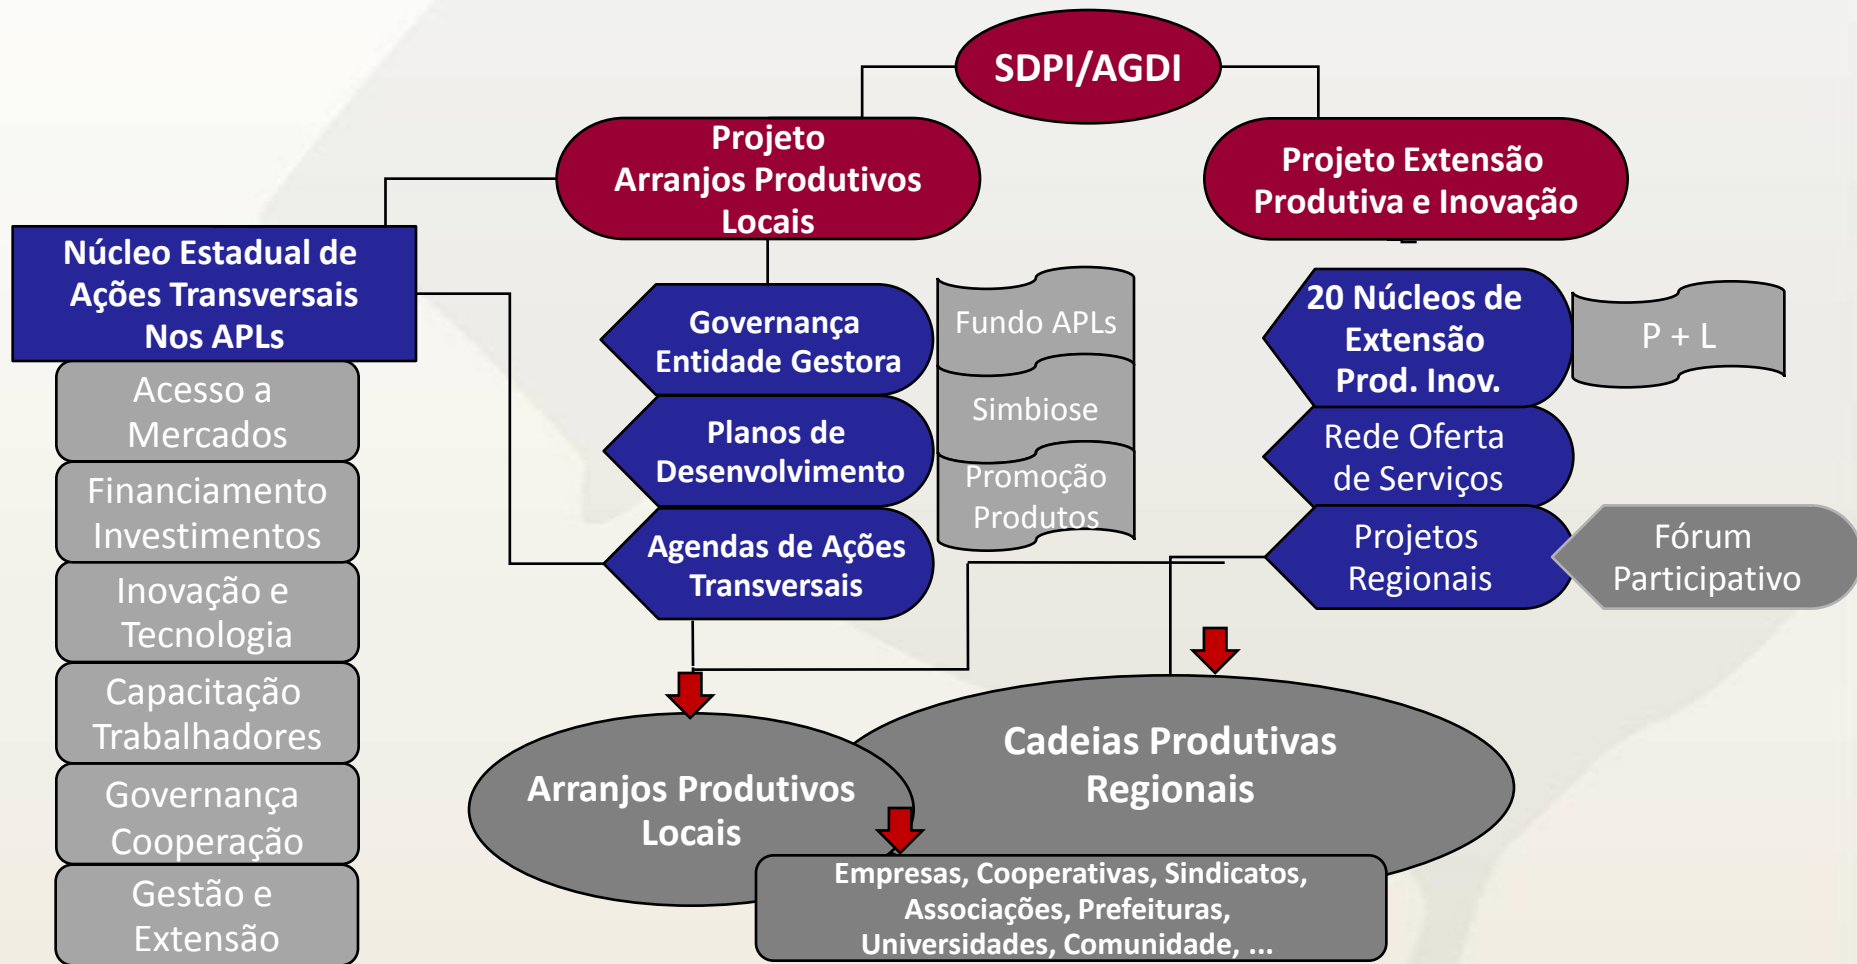 SDPI/AGDI
Projeto
Arranjos Produtivos
Locais
Projeto Extensão
Produtiva e Inovação
Núcleo Estadual de
Ações Transversais
Nos APLs
Acesso a
Mercados
Financiamento
Investimentos
Inovação e
Tecnologia
Capacitação
Trabalhadores
Governança
Cooperação
Gestão e
Extensão
Governança
Entidade Gestora
Planos de
Desenvolvimento
Agendas de Ações
Transversais
Fundo APLs
Simbiose
Promoção
Produtos
20 Núcleos de
Extensão
Prod. Inov.
P + L
Rede Oferta
de Serviços
Projetos
Regionais
Fórum
Participativo
Arranjos Produtivos
Locais
Cadeias Produtivas
Regionais
Empresas, Cooperativas, Sindicatos,
Associações, Prefeituras,
Universidades, Comunidade, ...